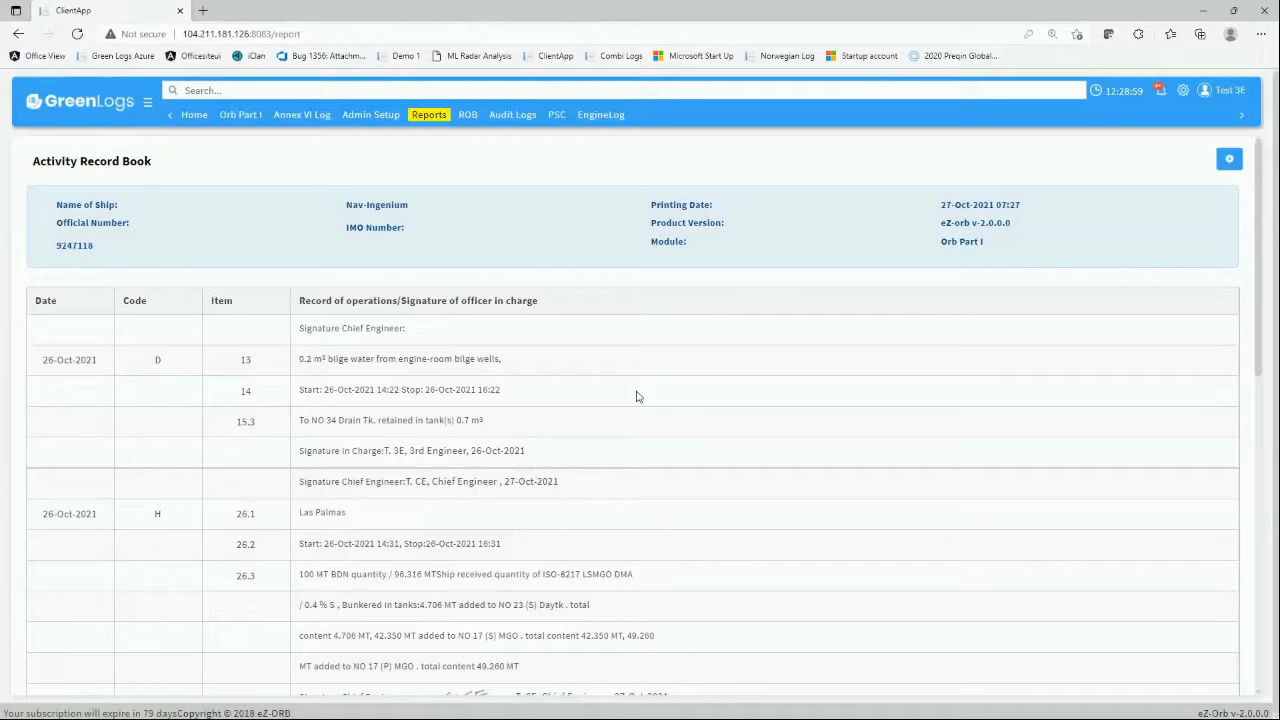 ClientApp
Not secure 104.211.181.126:8083/report
Office View Green Logs Azure Officesiteui iClan Bug 1356: Attachm... Demo 1 ML Radar Analysis ClientApp Combi Logs Microsoft Start Up Norwegian Log Startup account 2020 Preqin Global...
GreenLogs Search... 12:28:59 Test 3E
Home Orb Part I Annex VI Log Admin Setup Reports ROB Audit Logs PSC EngineLog
Activity Record Book
Name of Ship: Nav-Ingenium Printing Date: 27-Oct-2021 07:27
Official Number: IMO Number: Product Version: eZ-orb v-2.0.0.0
9247118 Module: Orb Part I
Date Code Item Record of operations/Signature of officer in charge
Signature Chief Engineer:
26-Oct-2021 D 13 0.2 m³ bilge water from engine-room bilge wells,
14 Start: 26-Oct-2021 14:22 Stop: 26-Oct-2021 16:22
15.3 To NO 34 Drain Tk. retained in tank(s) 0.7 m³
Signature In Charge:T. 3E, 3rd Engineer, 26-Oct-2021
Signature Chief Engineer:T. CE, Chief Engineer , 27-Oct-2021
26-Oct-2021 H 26.1 Las Palmas
26.2 Start: 26-Oct-2021 14:31, Stop:26-Oct-2021 16:31
26.3 100 MT BDN quantity / 96.316 MTShip received quantity of ISO-8217 LSMGO DMA
/ 0.4 % S , Bunkered in tanks:4.706 MT added to NO 23 (S) Daytk . total
content 4.706 MT, 42.350 MT added to NO 17 (S) MGO . total content 42.350 MT, 49.260
MT added to NO 17 (P) MGO . total content 49.260 MT
Your subscription will expire in 79 daysCopyright © 2018 eZ-ORB eZ-Orb v-2.0.0.0